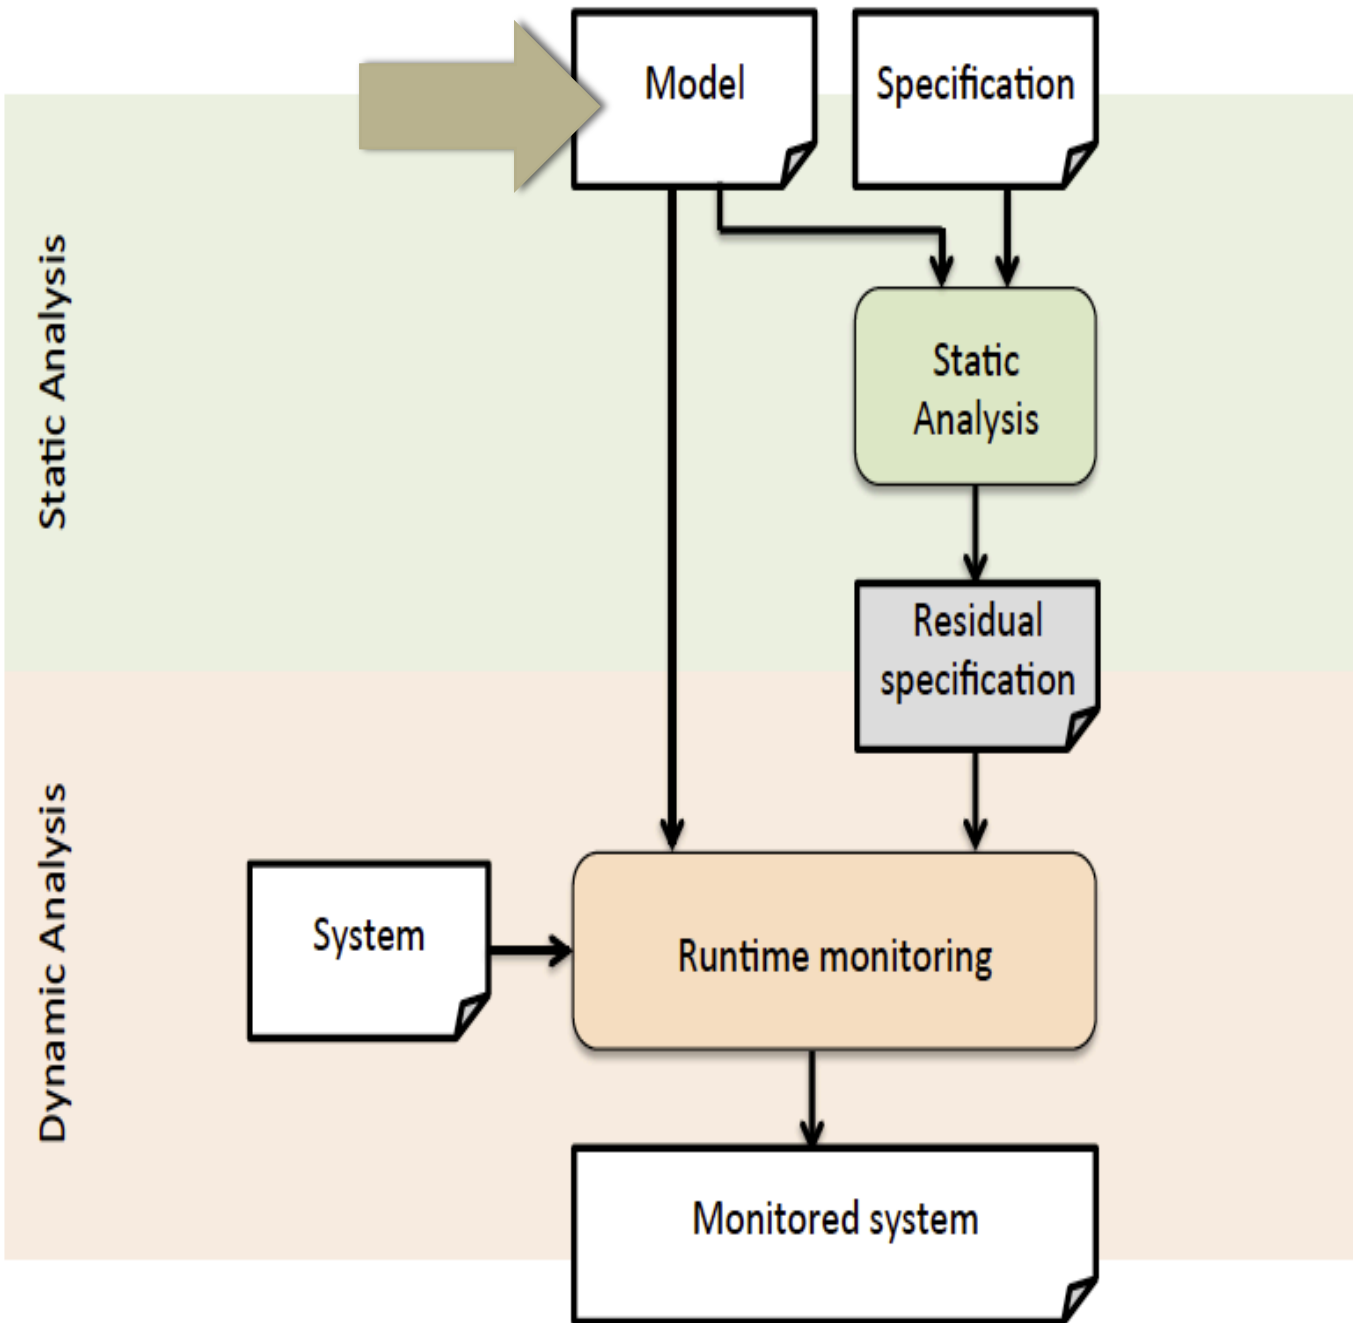 Model
Specification
Static Analysis
Static
Analysis
Residual
specification
Dynamic Analysis
System
Runtime monitoring
Monitored system